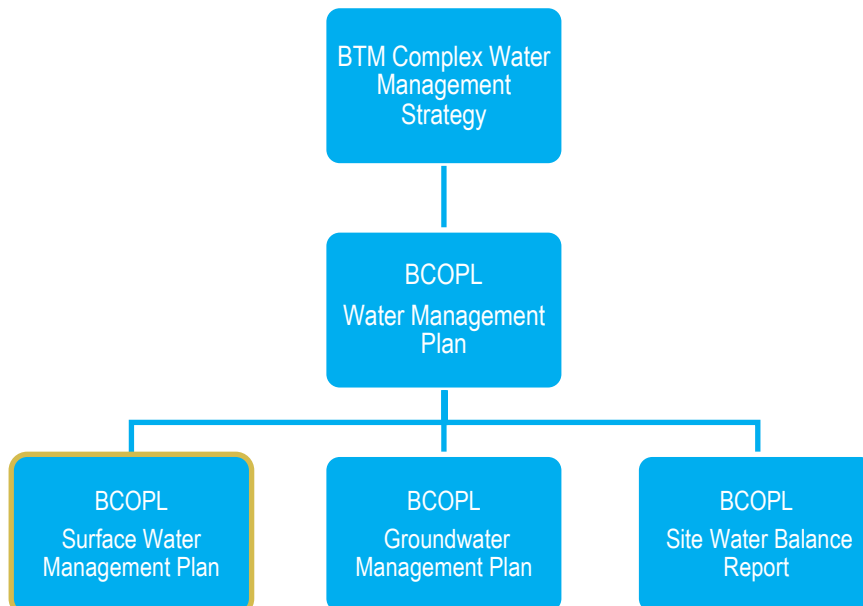 BTM Complex Water
Management
Strategy
BCOPL
Water Management
Plan
BCOPL
Surface Water
Management Plan
BCOPL
Groundwater
Management Plan
BCOPL
Site Water Balance
Report